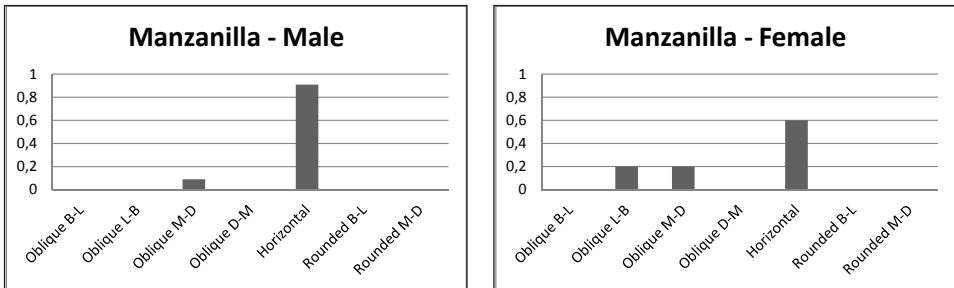 Manzanilla - Male
1
0,8
0,6
0,4
0,2
0
Oblique B-L
Oblique L-B
Oblique M-D
Oblique D-M
Horizontal
Rounded B-L
Rounded M-D
Manzanilla - Female
1
0,8
0,6
0,4
0,2
0
Oblique B-L
Oblique L-B
Oblique M-D
Oblique D-M
Horizontal
Rounded B-L
Rounded M-D